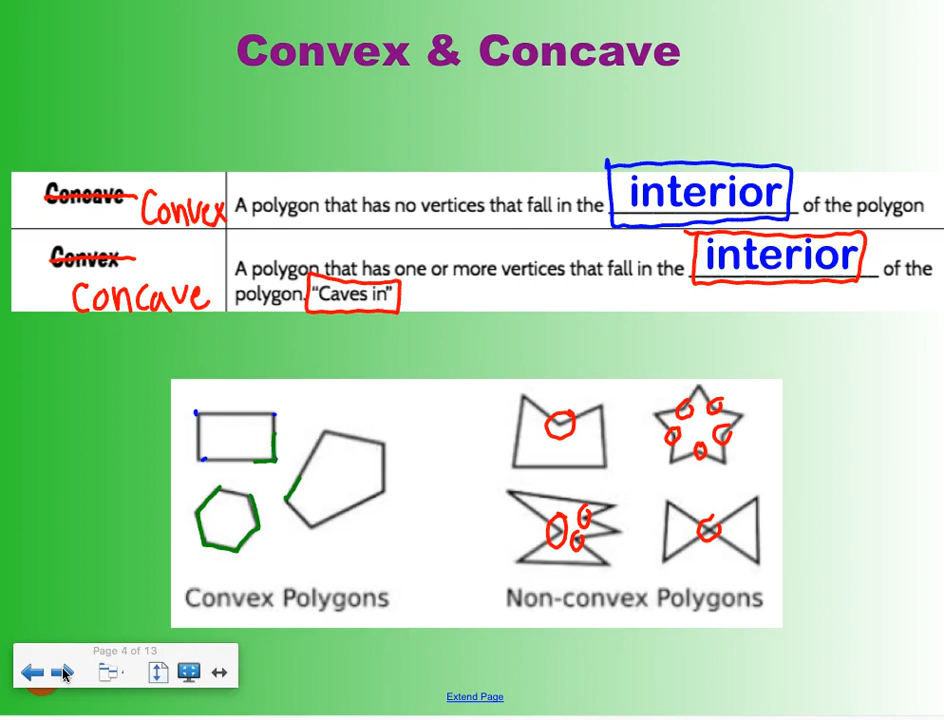 Convex & Concave
Concave Convex
A polygon that has no vertices that fall in the interior of the polygon
Convex
Concave
A polygon that has one or more vertices that fall in the interior of the
polygon. “Caves in”
Convex Polygons
Non-convex Polygons
Page 4 of 13
Extend Page